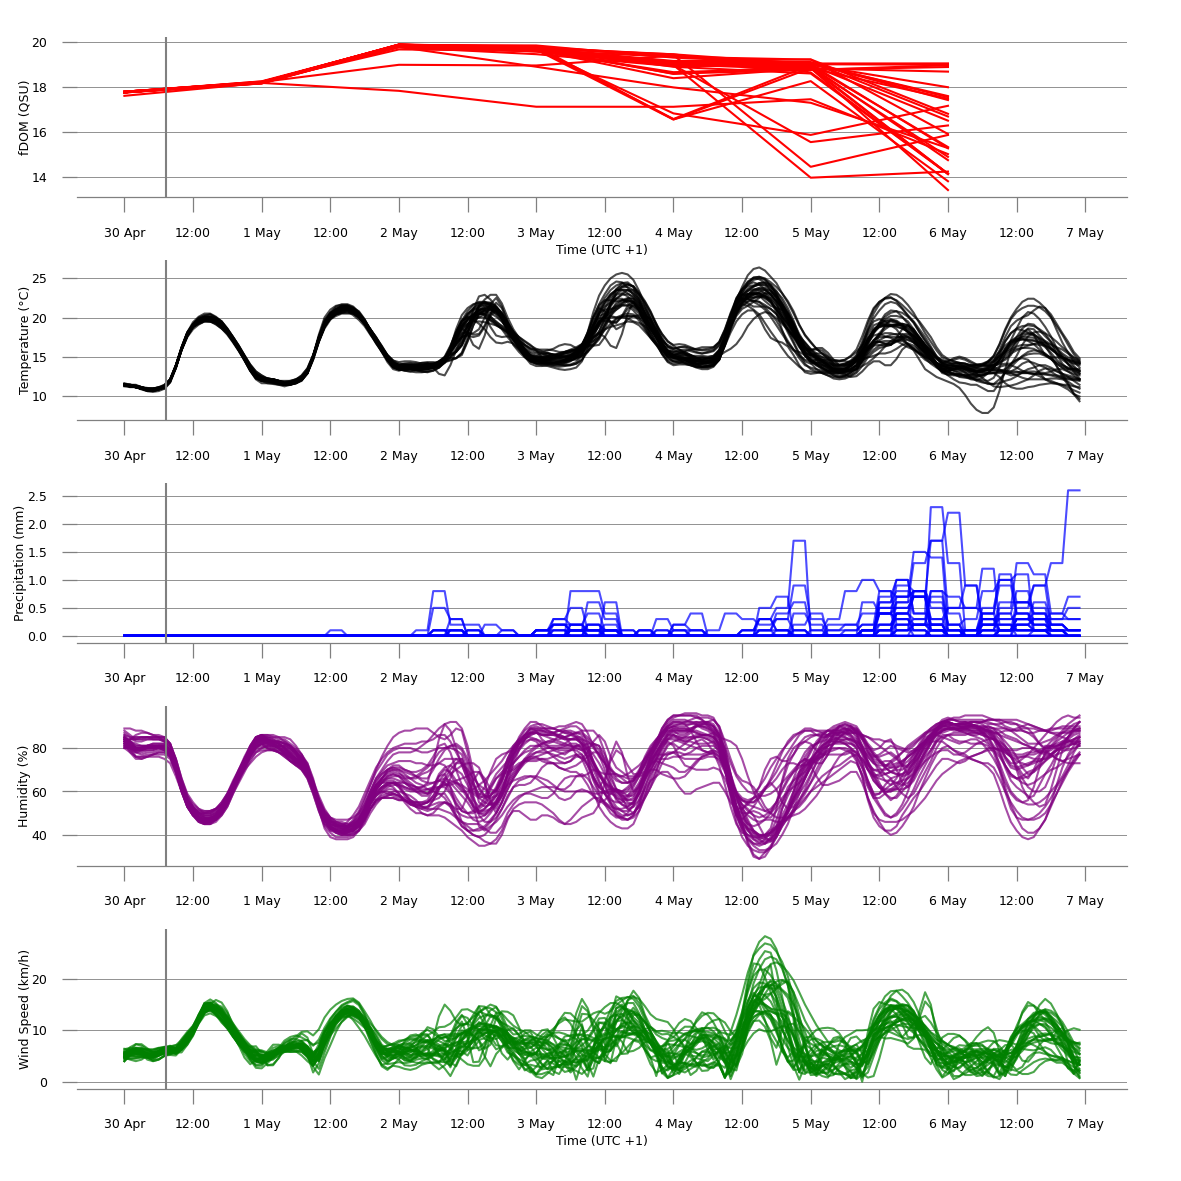 fDOM (QSU)
20
18
16
14
30 Apr 12:00 1 May 12:00 2 May 12:00 3 May 12:00 4 May 12:00 5 May 12:00 6 May 12:00 7 May
Time (UTC +1)
Temperature (°C)
25
20
15
10
30 Apr 12:00 1 May 12:00 2 May 12:00 3 May 12:00 4 May 12:00 5 May 12:00 6 May 12:00 7 May
Precipitation (mm)
2.5
2.0
1.5
1.0
0.5
0.0
30 Apr 12:00 1 May 12:00 2 May 12:00 3 May 12:00 4 May 12:00 5 May 12:00 6 May 12:00 7 May
Humidity (%)
80
60
40
30 Apr 12:00 1 May 12:00 2 May 12:00 3 May 12:00 4 May 12:00 5 May 12:00 6 May 12:00 7 May
Wind Speed (km/h)
20
10
0
30 Apr 12:00 1 May 12:00 2 May 12:00 3 May 12:00 4 May 12:00 5 May 12:00 6 May 12:00 7 May
Time (UTC +1)